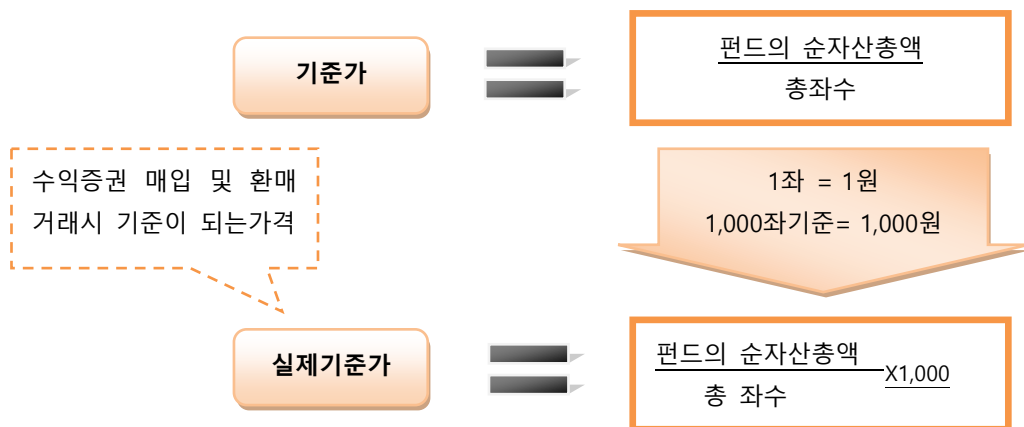 기준가
펀드의 순자산총액
총좌수
수익증권 매입 및 환매
거래시 기준이 되는가격
1좌 = 1원
1,000좌기준= 1,000원
실제기준가
펀드의 순자산총액
X1,000
총 좌수